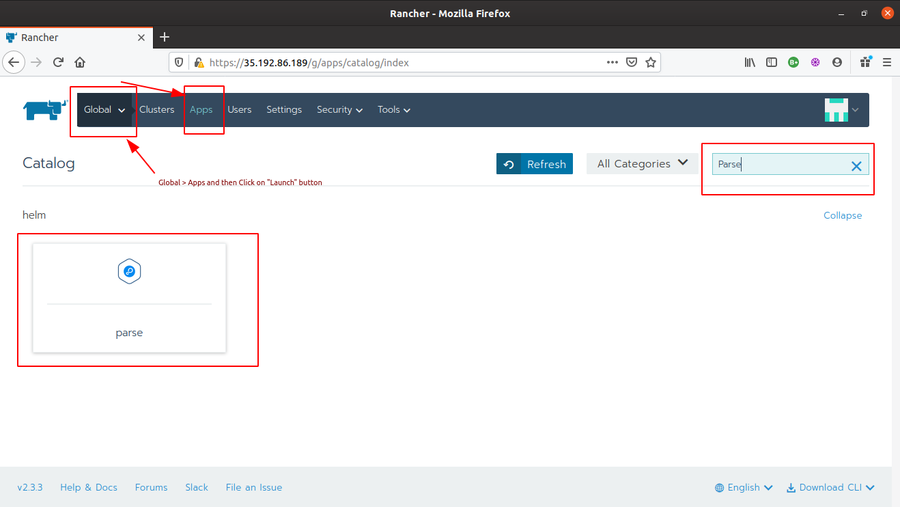 Rancher - Mozilla Firefox
Rancher
https://35.192.86.189/g/apps/catalog/index
Global Clusters Apps Users Settings Security Tools
Catalog
Refresh
All Categories
Parse
Global > Apps and then Click on "Launch" button
helm
Collapse
parse
v2.3.3 Help & Docs Forums Slack File an Issue English Download CLI